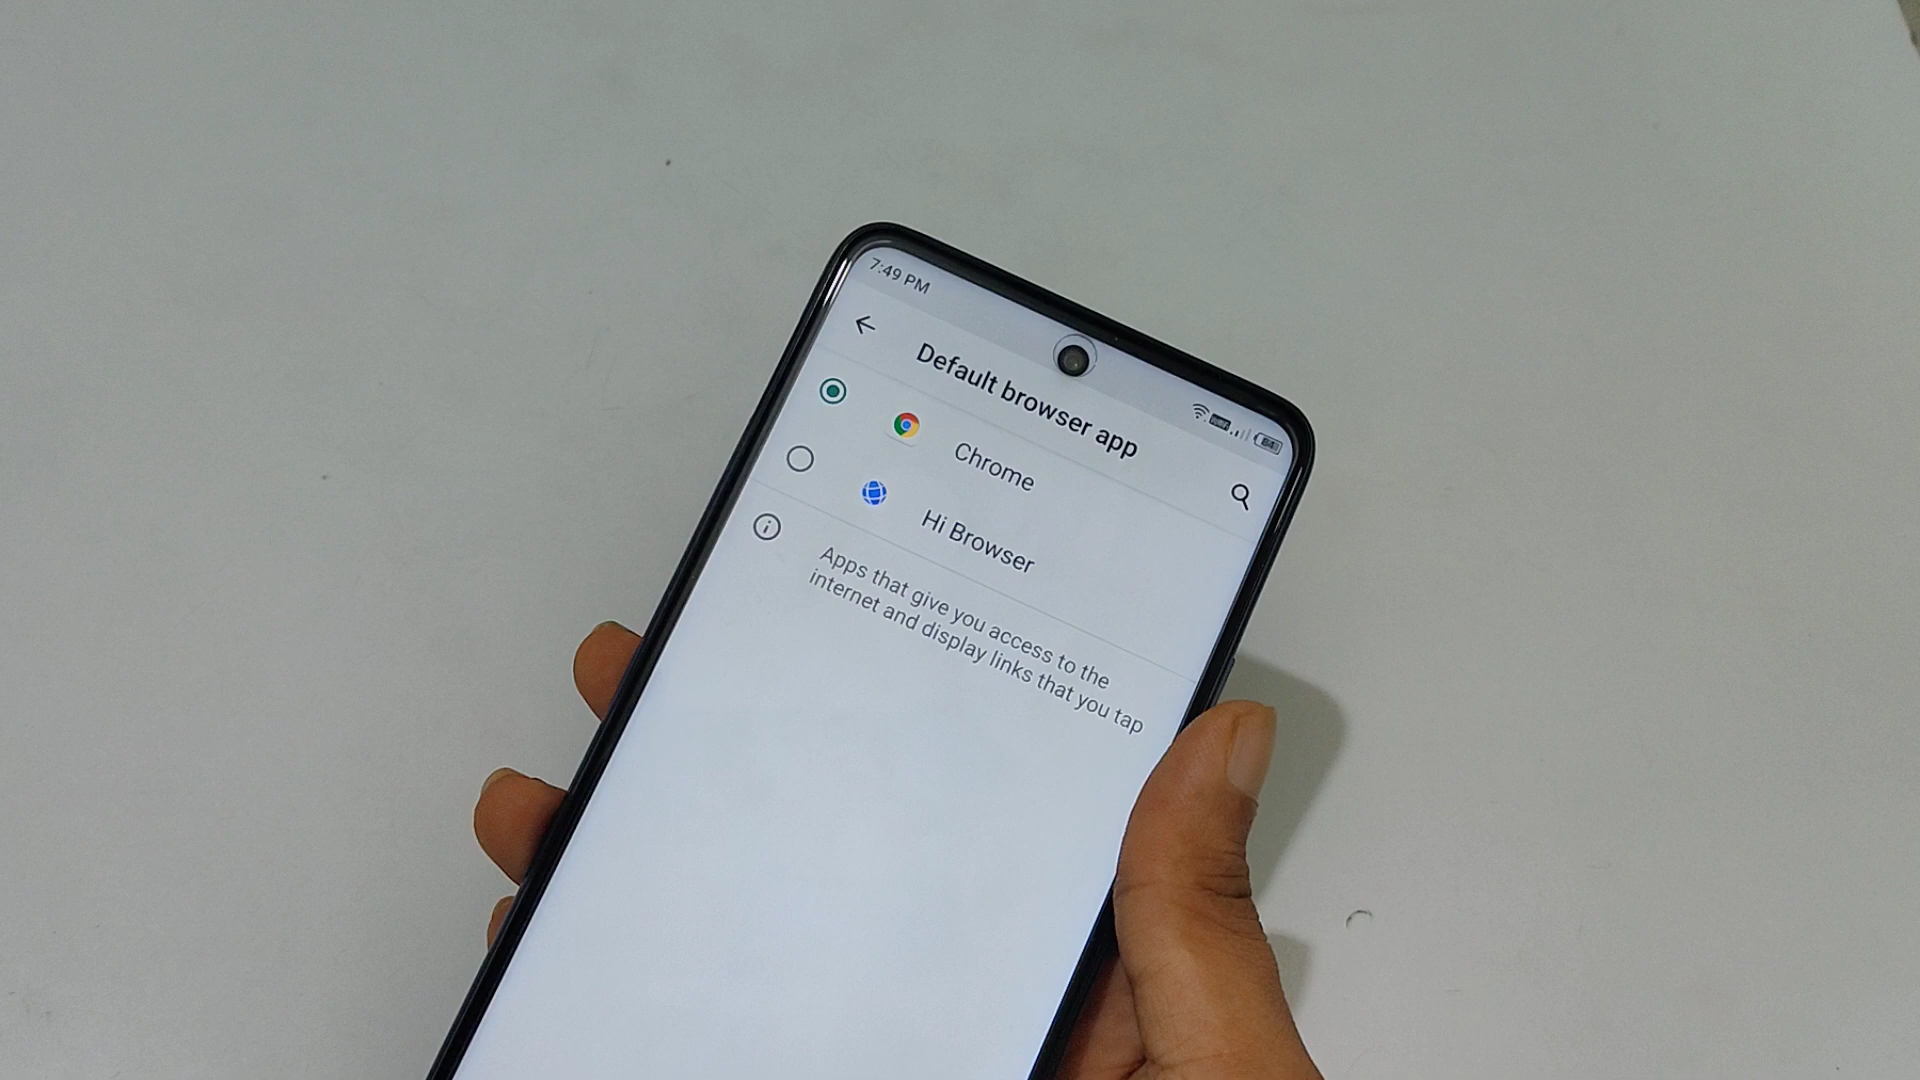 7:49 PM
Default browser app
Chrome
Hi Browser
Apps that give you access to the
internet and display links that you tap